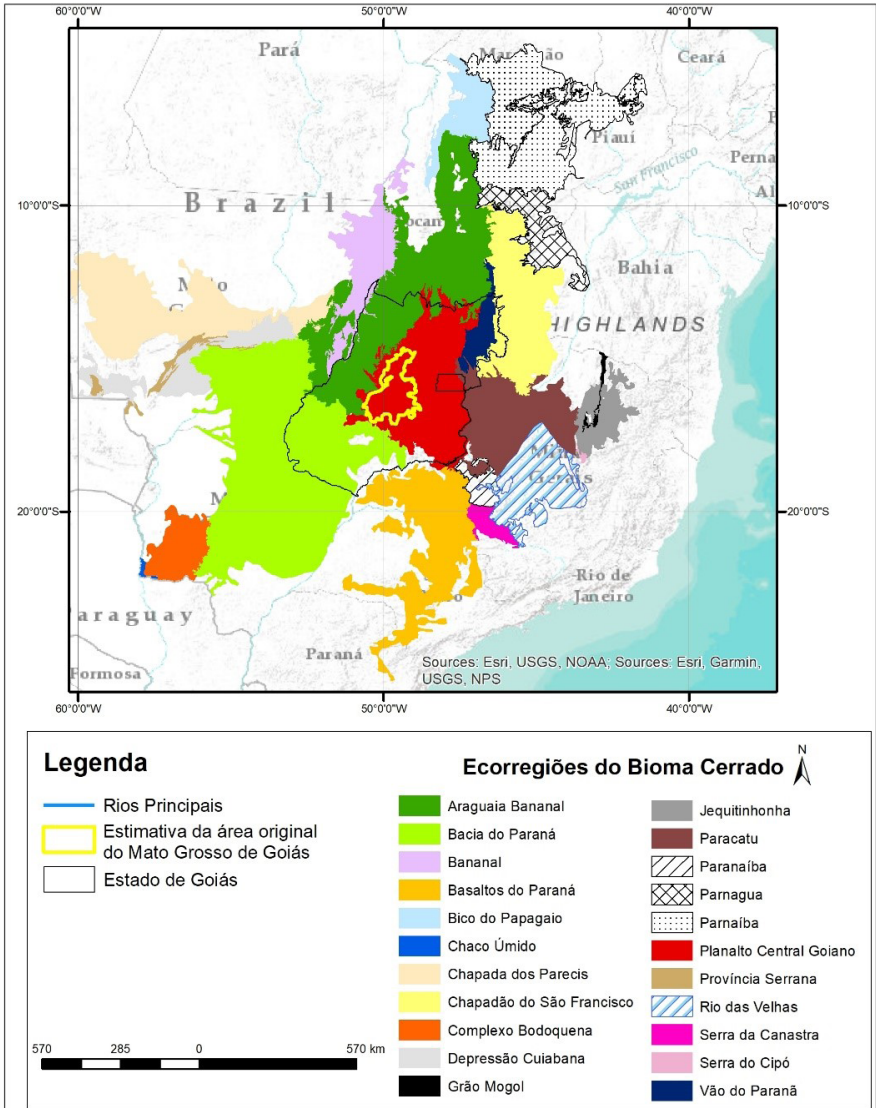 60°0'0"W
50°0'0"W
40°0'0"W
Pará
Ceará
Piauí
San Francisco
10°0'0"S
Brazil
10°0'0"S
Bahia
HIGHLANDS
20°0'0"S
20°0'0"S
Rio de
Janeiro
araguay
Paraná
Formosa
Sources: Esri, USGS, NOAA; Sources: Esri, Garmin,
USGS, NPS
60°0'0"W
50°0'0"W
40°0'0"W
Legenda
Rios Principais
Estimativa da área original
do Mato Grosso de Goiás
Estado de Goiás
570 285 0 570 km
Ecorregiões do Bioma Cerrado
N
Araguaia Bananal
Bacia do Paraná
Bananal
Basaltos do Paraná
Bico do Papagaio
Chaco Úmido
Chapada dos Parecis
Chapadão do São Francisco
Complexo Bodoquena
Depressão Cuiabana
Grão Mogol
Jequitinhonha
Paracatu
Paranaíba
Parnagua
Parnaíba
Planalto Central Goiano
Província Serrana
Rio das Velhas
Serra da Canastra
Serra do Cipó
Vão do Paranã